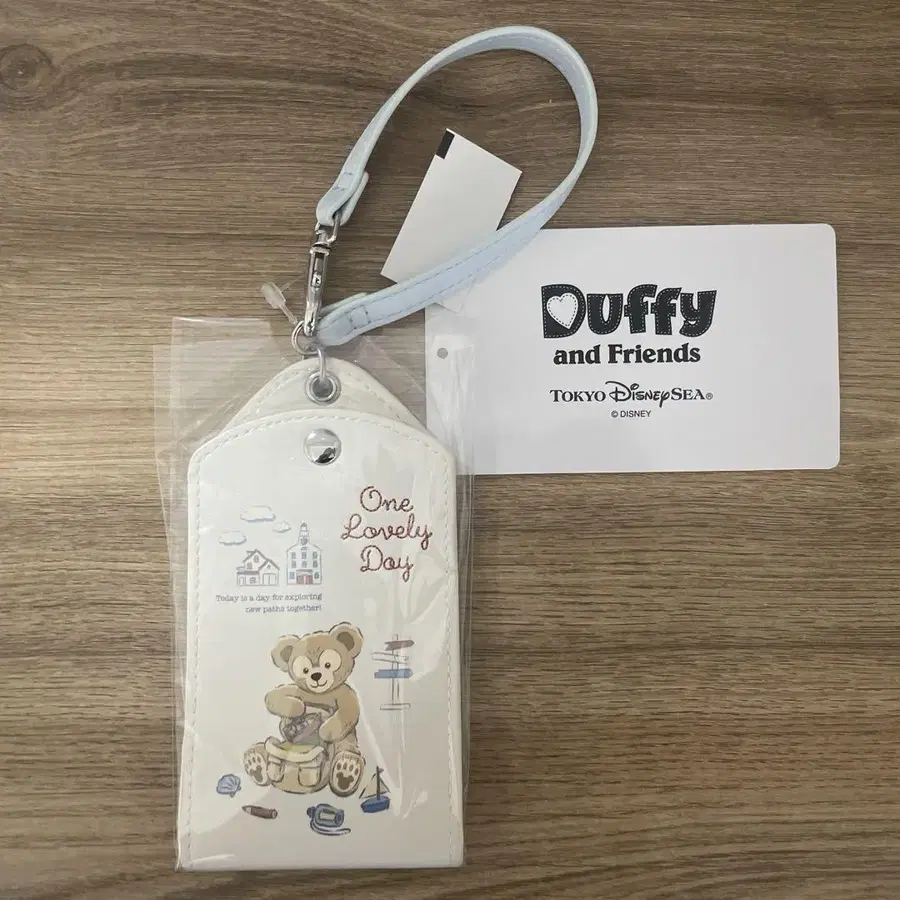 Duffy
and Friends
TOKYO DISNEYSEA®
© DISNEY
One
Lovely
Day
Today is a day for exploring
new paths together!